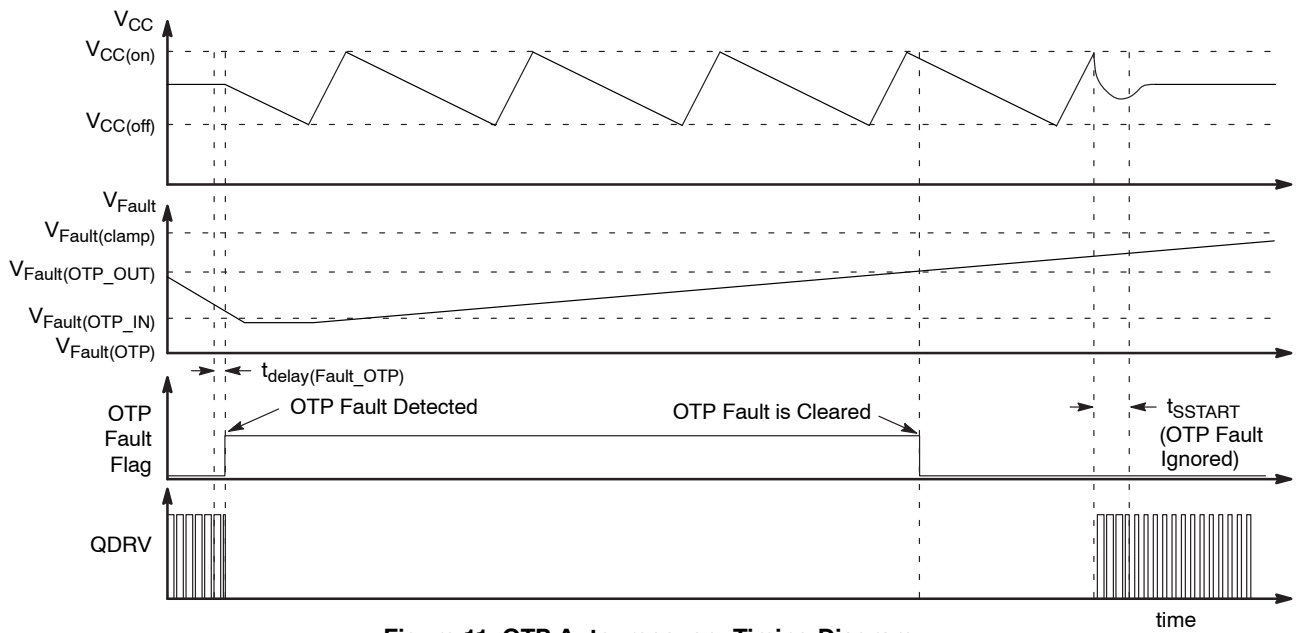 VCC
VCC(on)
VCC(off)
VFault
VFault(clamp)
VFault(OTP_OUT)
VFault(OTP_IN)
VFault(OTP)
tdelay(Fault_OTP)
OTP Fault Detected
OTP Fault is Cleared
tSSTART
(OTP Fault
Ignored)
OTP
Fault
Flag
QDRV
time